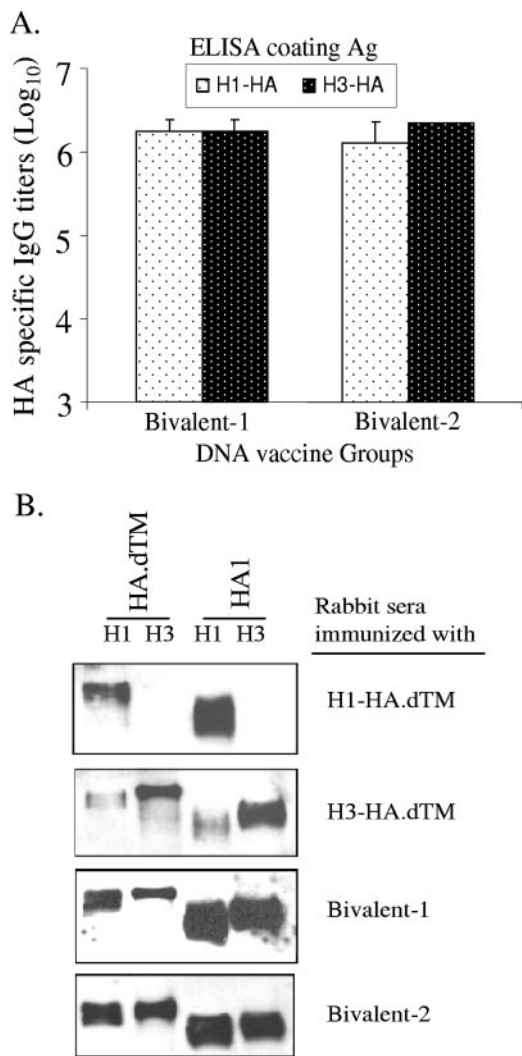 A.
ELISA coating Ag
H1-HA H3-HA
HA specific IgG titers (Log10)
7
6
5
4
3
Bivalent-1 Bivalent-2
DNA vaccine Groups
B.
HA.dTM HA1
H1 H3 H1 H3
Rabbit sera
immunized with
H1-HA.dTM
H3-HA.dTM
Bivalent-1
Bivalent-2